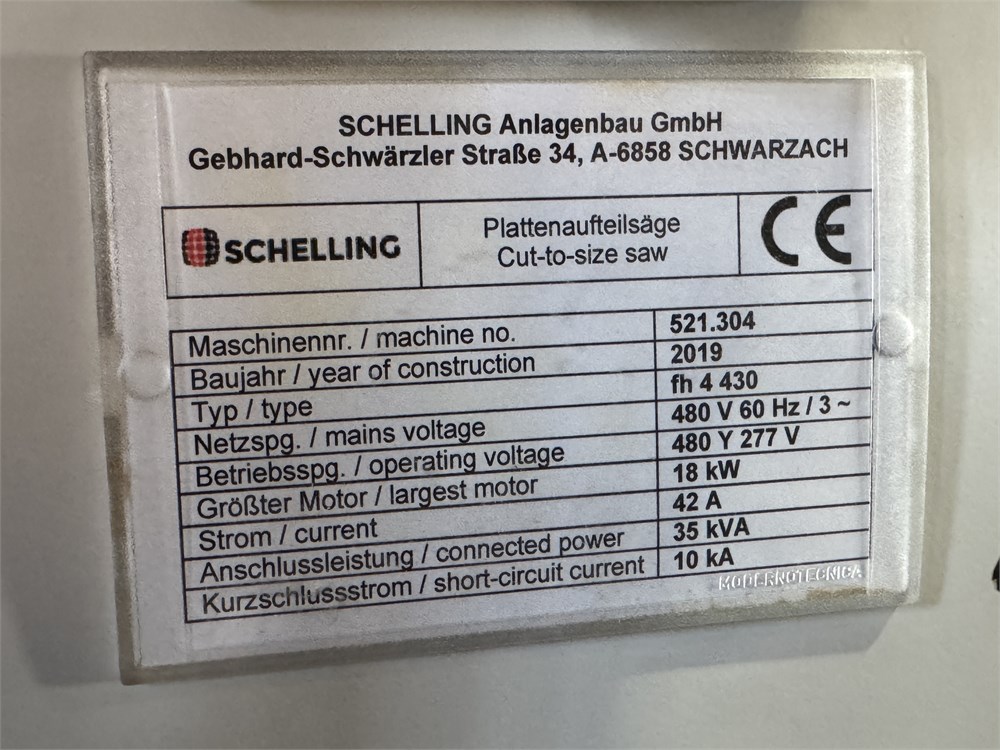 SCHELLING Anlagenbau GmbH
Gebhard-Schwärzler Straße 34, A-6858 SCHWARZACH
SCHELLING
Plattenaufteilsäge
Cut-to-size saw
CE
Maschinennr. / machine no. 521.304
Baujahr / year of construction 2019
Typ / type fh 4 430
Netzspg. / mains voltage 480 V 60 Hz / 3 ~
Betriebsspg. / operating voltage 480 Y 277 V
Größter Motor / largest motor 18 kW
Strom / current 42 A
Anschlussleistung / connected power 35 kVA
Kurzschlussstrom / short-circuit current 10 kA
MODERNOTECNICA